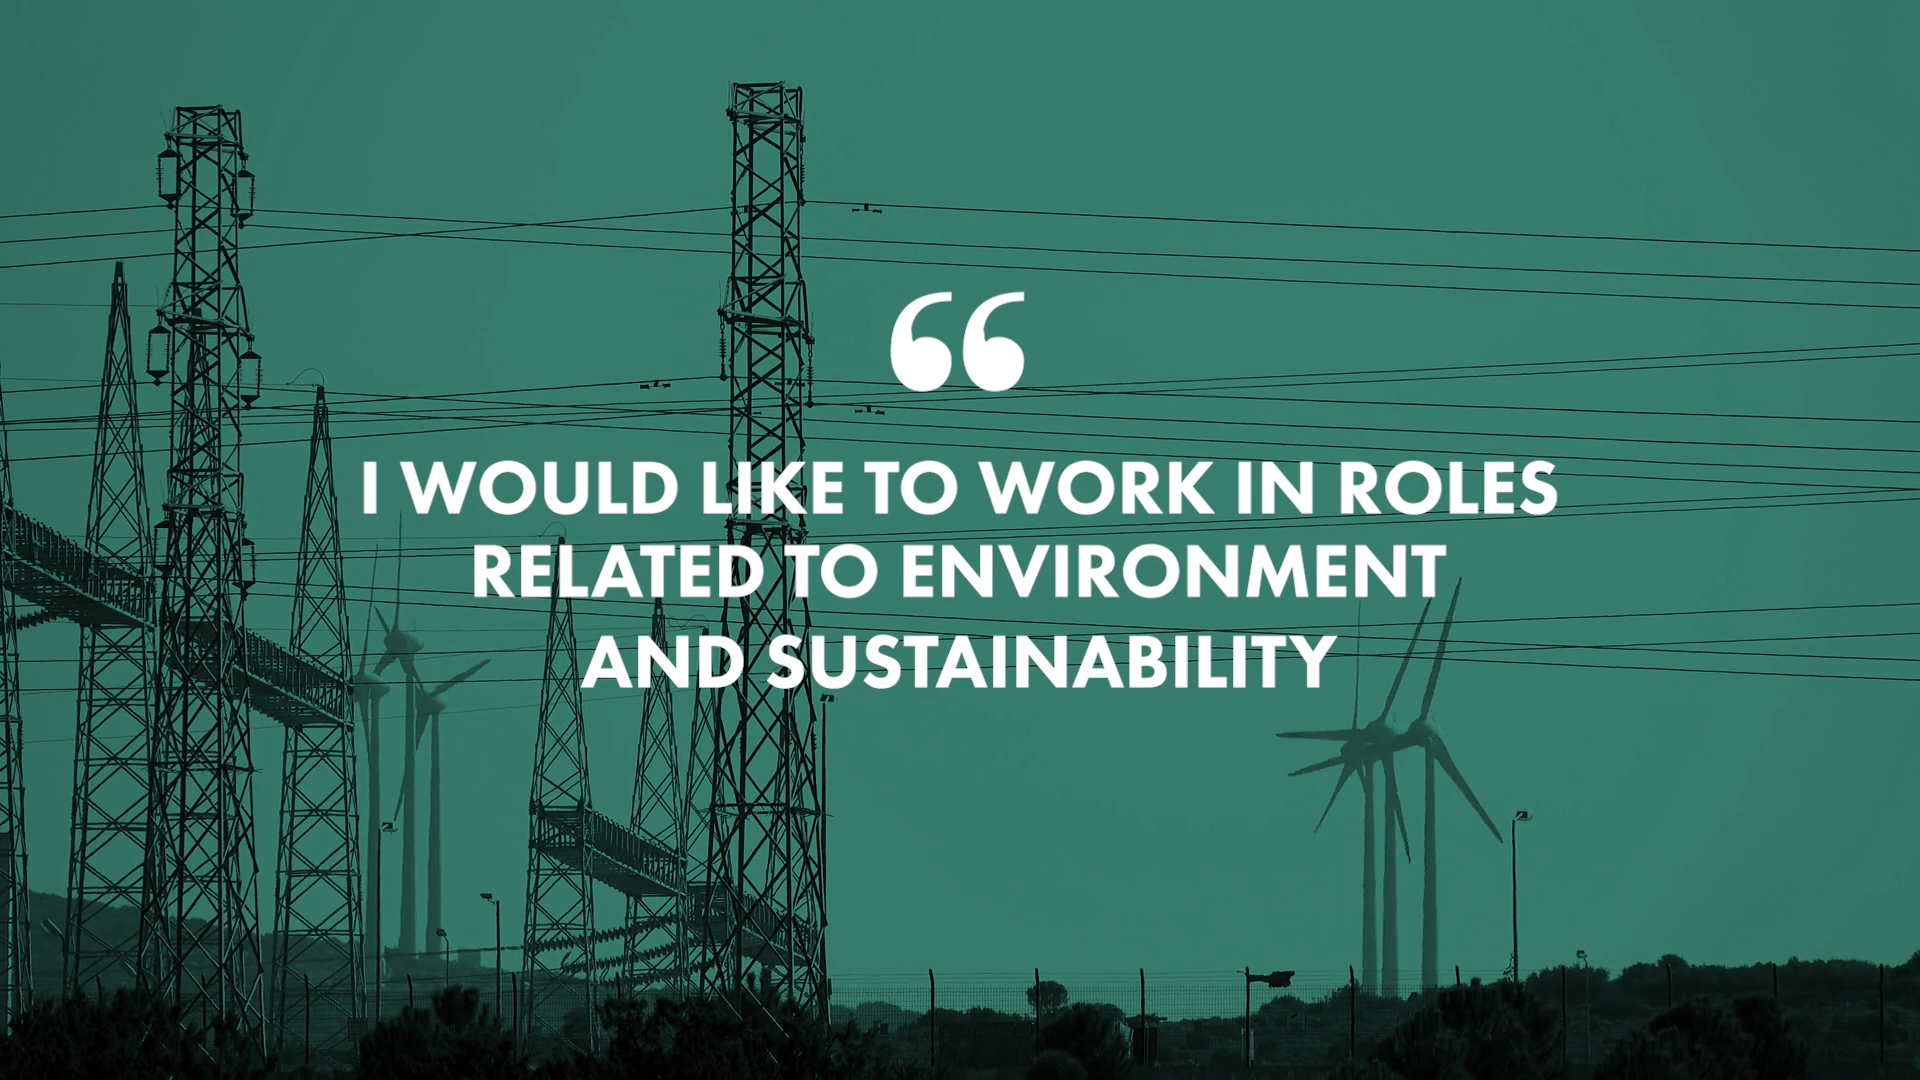 “
I WOULD LIKE TO WORK IN ROLES
RELATED TO ENVIRONMENT
AND SUSTAINABILITY